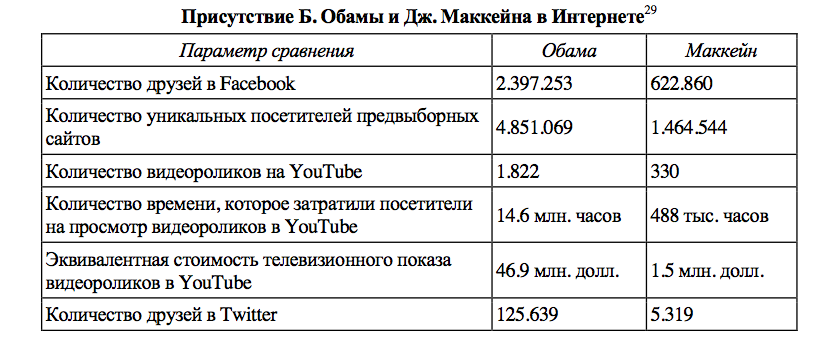 Присутствие Б. Обамы и Дж. Маккейна в Интернете29
Параметр сравнения Обама Маккейн
Количество друзей в Facebook 2.397.253 622.860
Количество уникальных посетителей предвыборных
сайтов 4.851.069 1.464.544
Количество видеороликов на YouTube 1.822 330
Количество времени, которое затратили посетители
на просмотр видеороликов в YouTube 14.6 млн. часов 488 тыс. часов
Эквивалентная стоимость телевизионного показа
видеороликов в YouTube 46.9 млн. долл. 1.5 млн. долл.
Количество друзей в Twitter 125.639 5.319